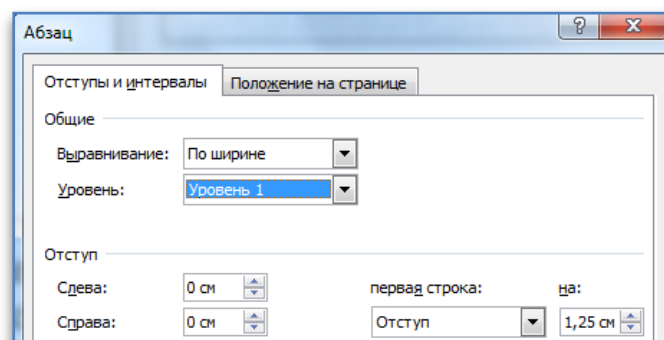 Абзац
Отступы и интервалы Положение на странице
Общие
Выравнивание: По ширине
Уровень: Уровень 1
Отступ
Слева: 0 см первая строка: на:
Справа: 0 см Отступ 1,25 см